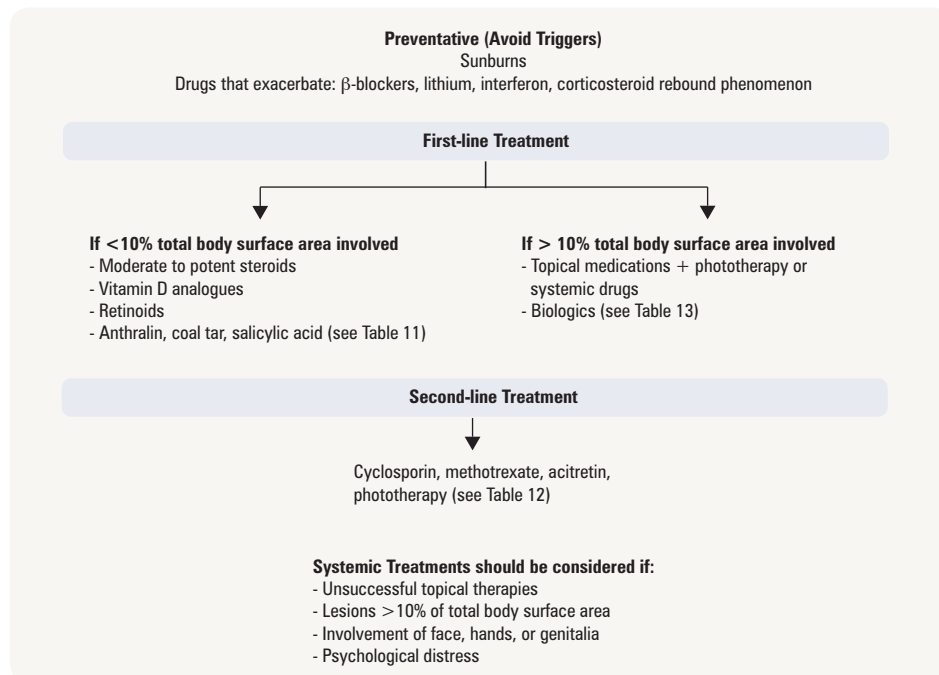 Preventative (Avoid Triggers)
Sunburns
Drugs that exacerbate: β-blockers, lithium, interferon, corticosteroid rebound phenomenon
First-line Treatment
If <10% total body surface area involved
- Moderate to potent steroids
- Vitamin D analogues
- Retinoids
- Anthralin, coal tar, salicylic acid (see Table 11)
If > 10% total body surface area involved
- Topical medications + phototherapy or
systemic drugs
- Biologics (see Table 13)
Second-line Treatment
Cyclosporin, methotrexate, acitretin,
phototherapy (see Table 12)
Systemic Treatments should be considered if:
- Unsuccessful topical therapies
- Lesions >10% of total body surface area
- Involvement of face, hands, or genitalia
- Psychological distress